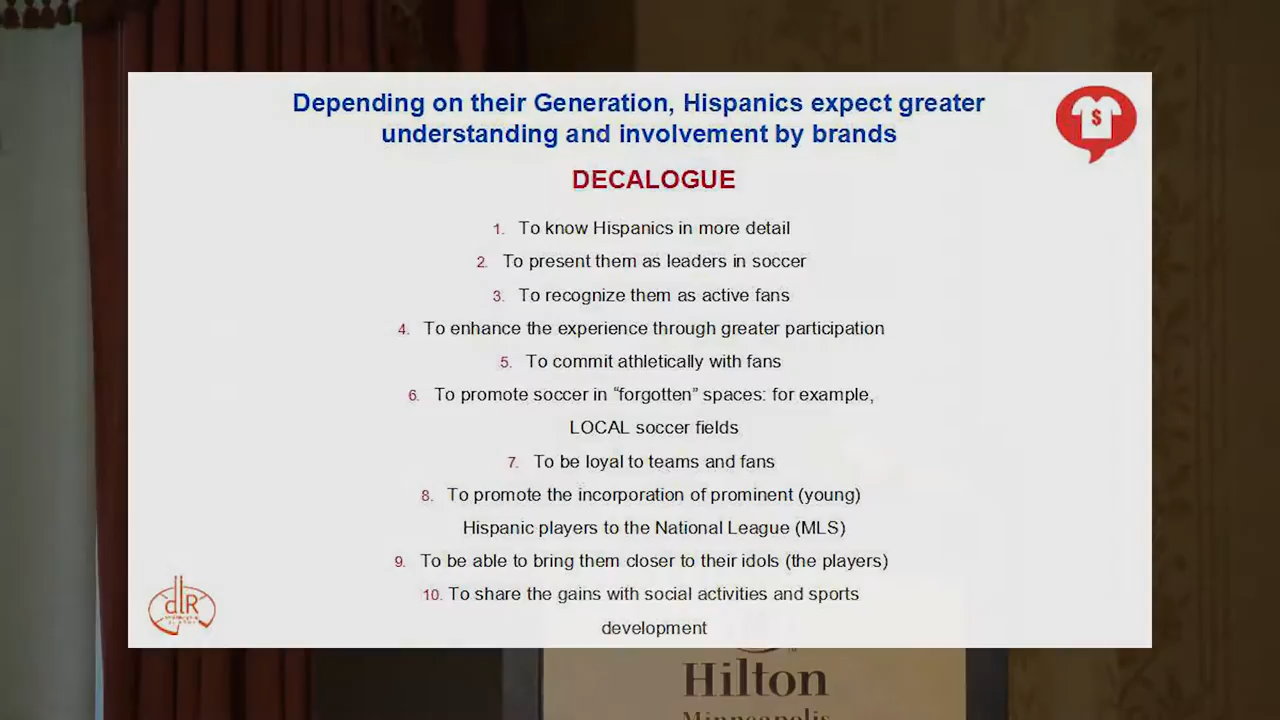 Depending on their Generation, Hispanics expect greater
understanding and involvement by brands
$
DECALOGUE
1. To know Hispanics in more detail
2. To present them as leaders in soccer
3. To recognize them as active fans
4. To enhance the experience through greater participation
5. To commit athletically with fans
6. To promote soccer in “forgotten” spaces: for example,
LOCAL soccer fields
7. To be loyal to teams and fans
8. To promote the incorporation of prominent (young)
Hispanic players to the National League (MLS)
9. To be able to bring them closer to their idols (the players)
10. To share the gains with social activities and sports
development
dlR
Hilton
Minneapolis